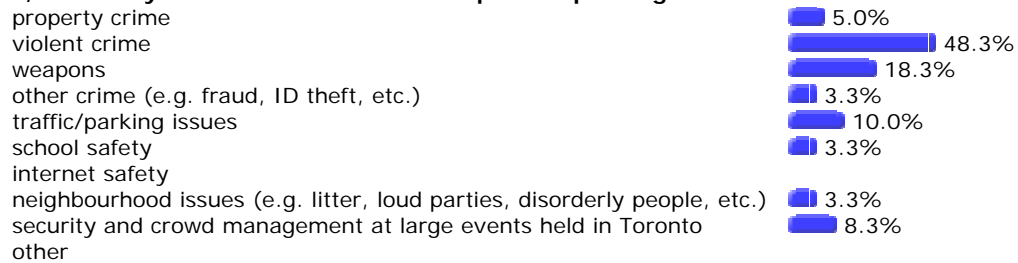 property crime 5.0%
violent crime 48.3%
weapons 18.3%
other crime (e.g. fraud, ID theft, etc.) 3.3%
traffic/parking issues 10.0%
school safety 3.3%
internet safety
neighbourhood issues (e.g. litter, loud parties, disorderly people, etc.) 3.3%
security and crowd management at large events held in Toronto 8.3%
other